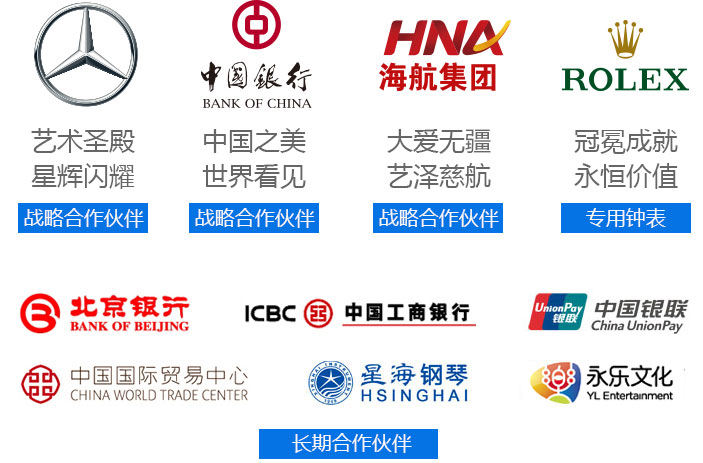 中國銀行
BANK OF CHINA
HNA
海航集团
ROLEX
艺术圣殿
星辉闪耀
中国之美
世界看见
大爱无疆
艺泽慈航
冠冕成就
永恒价值
战略合作伙伴
战略合作伙伴
战略合作伙伴
专用钟表
北京银行
BANK OF BEIJING
ICBC 中国工商银行
UnionPay
银联
中国银联
China UnionPay
中国国际贸易中心
CHINA WORLD TRADE CENTER
星海钢琴
HSINGHAI
永乐文化
YL Entertainment
长期合作伙伴